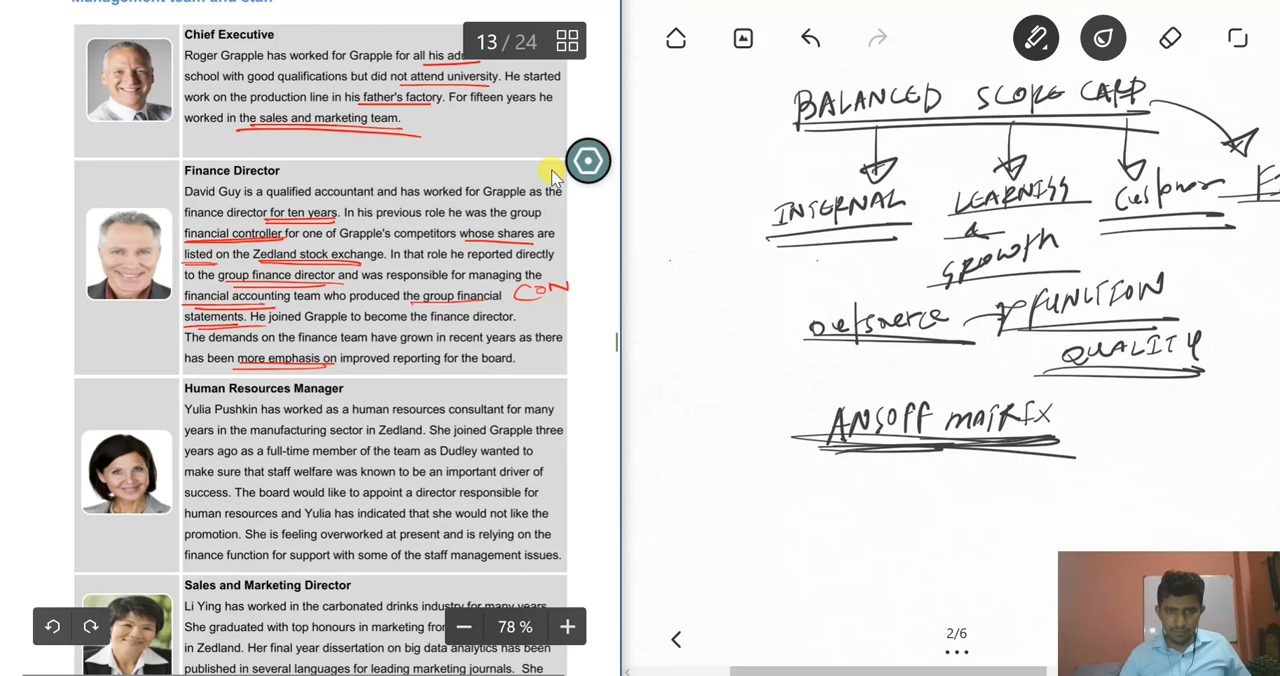 Management team and staff
13 / 24
Chief Executive
Roger Grapple has worked for Grapple for all his
school with good qualifications but did not attend university. He started
work on the production line in his father's factory. For fifteen years he
worked in the sales and marketing team.
Finance Director
David Guy is a qualified accountant and has worked for Grapple as the
finance director for ten years. In his previous role he was the group
financial controller for one of Grapple's competitors whose shares are
listed on the Zedland stock exchange. In that role he reported directly
to the group finance director and was responsible for managing the
financial accounting team who produced the group financial
CON
statements. He joined Grapple to become the finance director.
The demands on the finance team have grown in recent years as there
has been more emphasis on improved reporting for the board.
Human Resources Manager
Yulia Pushkin has worked as a human resources consultant for many
years in the manufacturing sector in Zedland. She joined Grapple three
years ago as a full-time member of the team as Dudley wanted to
make sure that staff welfare was known to be an important driver of
success. The board would like to appoint a director responsible for
human resources and Yulia has indicated that she would not like the
promotion. She is feeling overworked at present and is relying on the
finance function for support with some of the staff management issues.
Sales and Marketing Director
Li Ying has worked in the carbonated drinks industry for many years.
She graduated with top honours in marketing
in Zedland. Her final year dissertation on big data analytics has been
published in several languages for leading marketing journals. She
78 %
BALANCED SCORE CARD
INTERNAL
LEARNISS
&
growth
Customer
outsource
FUNCTION
QUALITY
ANSOFF MATRIX
2/6